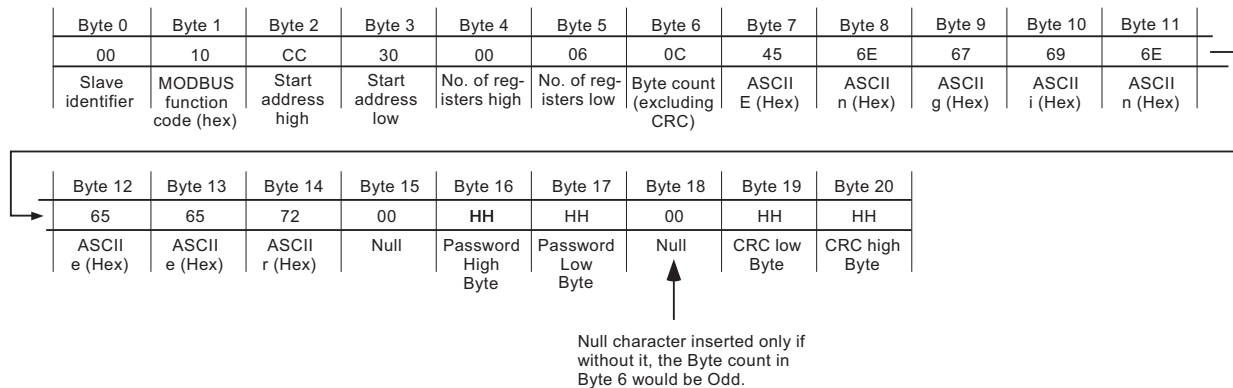 Byte 0 Byte 1 Byte 2 Byte 3 Byte 4 Byte 5 Byte 6 Byte 7 Byte 8 Byte 9 Byte 10 Byte 11
00 10 CC 30 00 06 0C 45 6E 67 69 6E
Slave MODBUS Start Start No. of reg- No. of reg- Byte count ASCII ASCII ASCII ASCII ASCII
identifier function address address isters high isters low (excluding E (Hex) n (Hex) g (Hex) i (Hex) n (Hex)
code (hex) high low CRC)
Byte 12 Byte 13 Byte 14 Byte 15 Byte 16 Byte 17 Byte 18 Byte 19 Byte 20
65 65 72 00 HH HH 00 HH HH
ASCII ASCII ASCII Null Password Password Null CRC low CRC high
e (Hex) e (Hex) r (Hex) High Low Byte Byte
Byte Byte
Null character inserted only if
without it, the Byte count in
Byte 6 would be Odd.